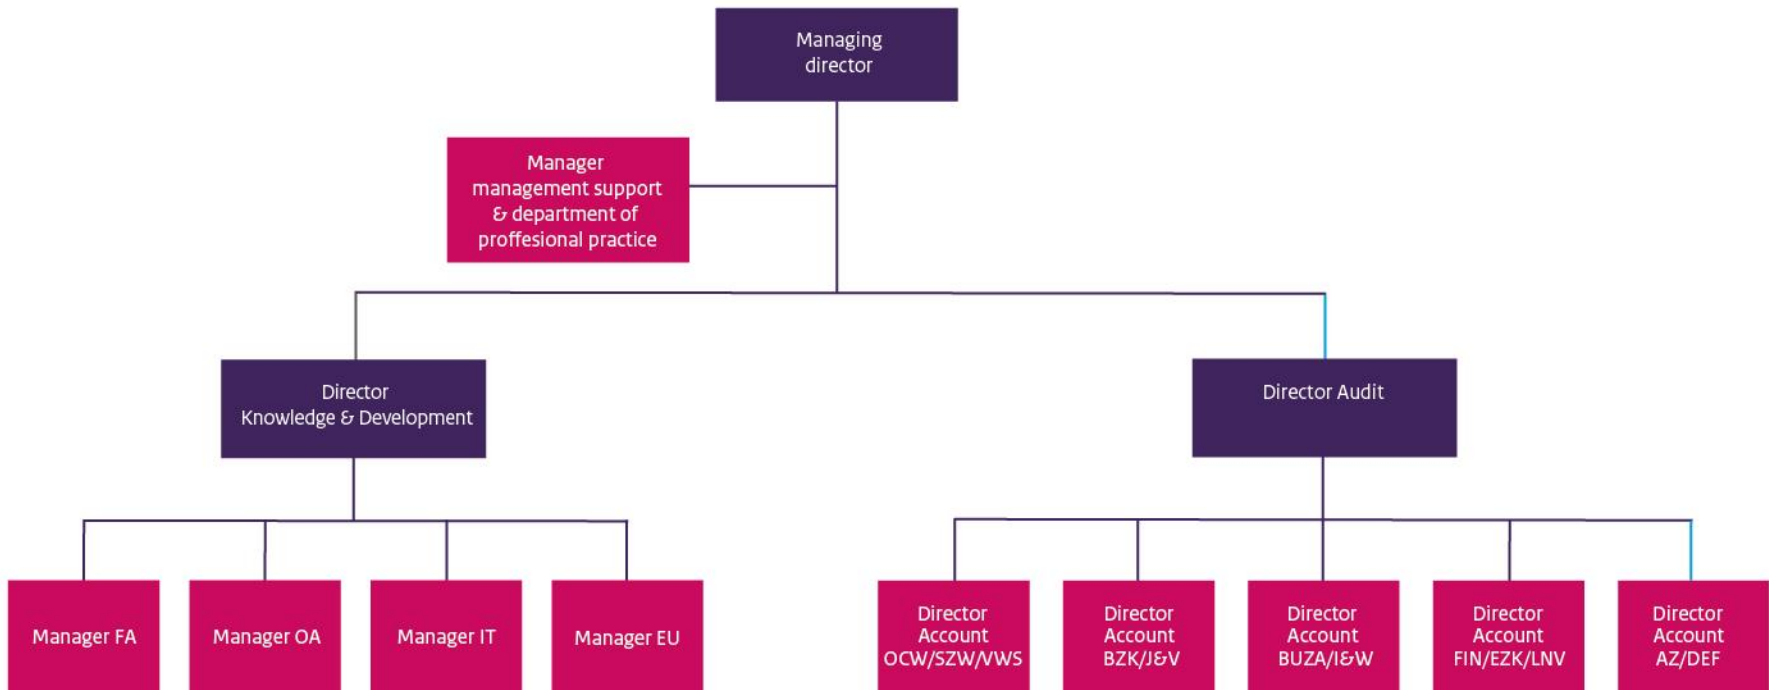 Managing
director
Manager
management support
& department of
proffesional practice
Director
Knowledge & Development
Director Audit
Manager FA
Manager OA
Manager IT
Manager EU
Director
Account
OCW/SZW/VWS
Director
Account
BZK/J&V
Director
Account
BUZA/I&W
Director
Account
FIN/EZK/LNV
Director
Account
AZ/DEF